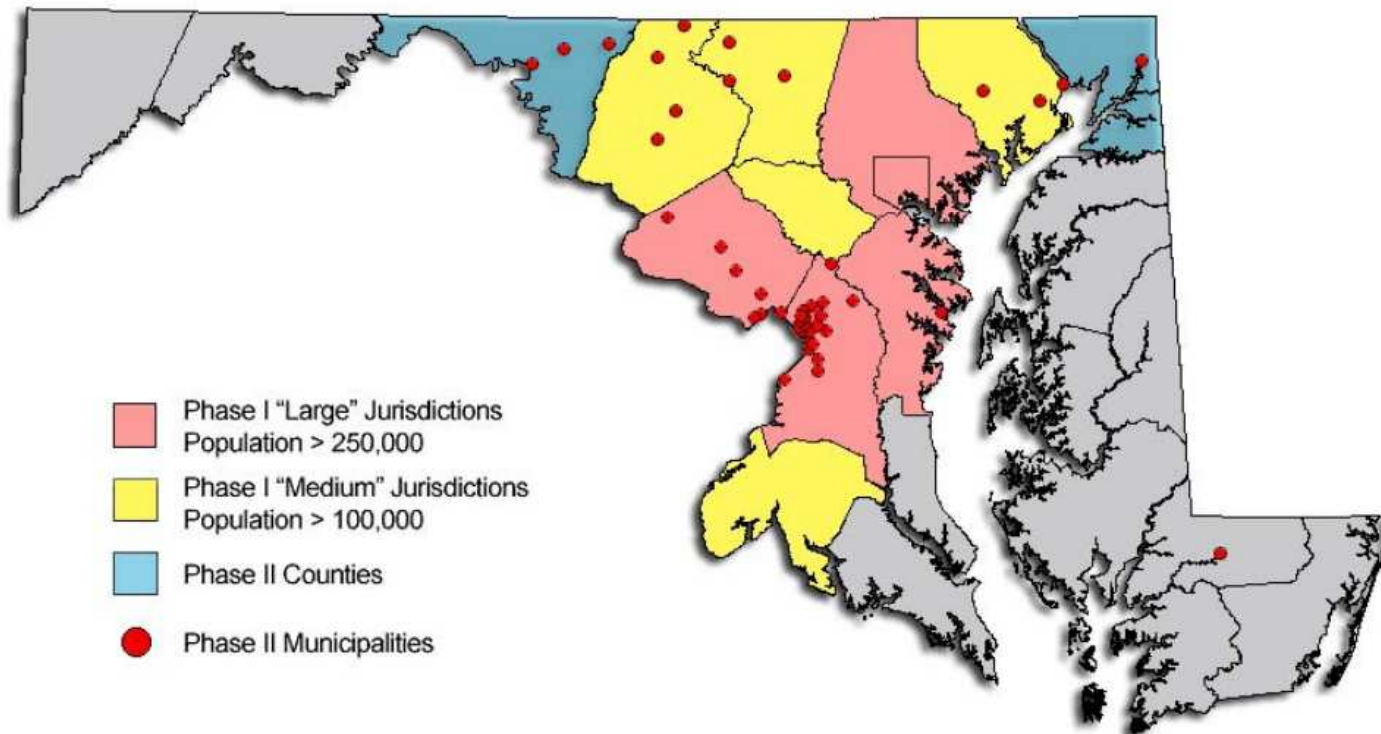 Phase I “Large” Jurisdictions
Population > 250,000
Phase I “Medium” Jurisdictions
Population > 100,000
Phase II Counties
Phase II Municipalities